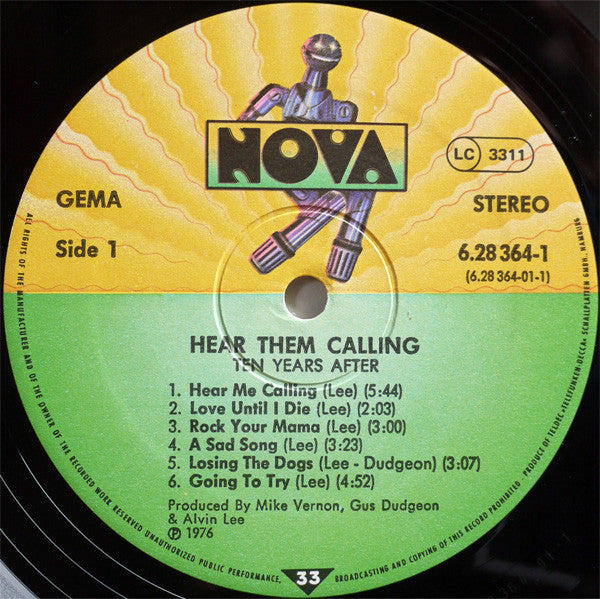 NOVA
LC 3311
GEMA
STEREO
Side 1
6.28 364-1
(6.28 364-01-1)
HEAR THEM CALLING
TEN YEARS AFTER
1. Hear Me Calling (Lee) (5:44)
2. Love Until I Die (Lee) (2:03)
3. Rock Your Mama (Lee) (3:00)
4. A Sad Song (Lee) (3:23)
5. Losing The Dogs (Lee - Dudgeon) (3:07)
6. Going To Try (Lee) (4:52)
Produced By Mike Vernon, Gus Dudgeon
& Alvin Lee
℗ 1976
33
ALL RIGHTS OF THE MANUFACTURER AND OF THE OWNER OF THE RECORDED WORK RESERVED UNAUTHORIZED PUBLIC PERFORMANCE, BROADCASTING AND COPYING OF THIS RECORD PROHIBITED · PRODUCT OF TELDEC »TELEFUNKEN-DECCA« SCHALLPLATTEN GMBH., HAMBURG